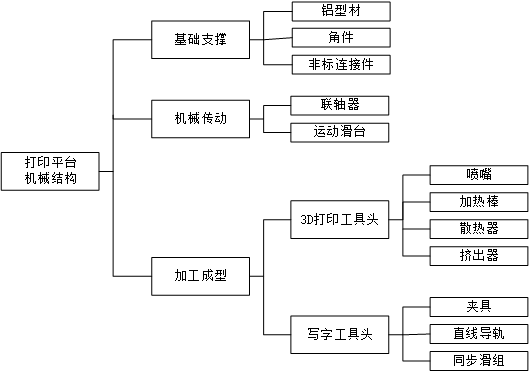 打印平台
机械结构
基础支撑
铝型材
角件
非标连接件
机械传动
联轴器
运动滑台
加工成型
3D打印工具头
喷嘴
加热棒
散热器
挤出器
写字工具头
夹具
直线导轨
同步滑组